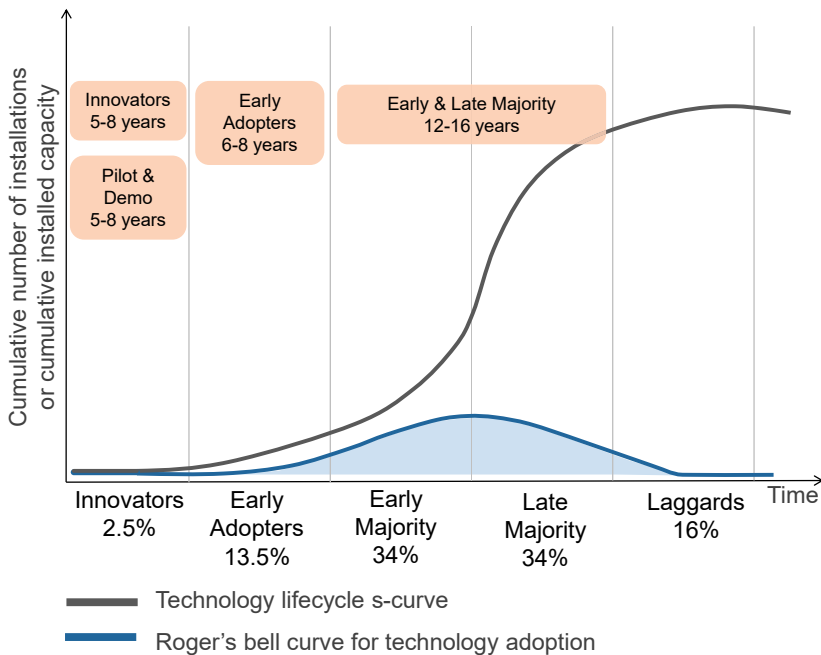 Cumulative number of installations
or cumulative installed capacity
Innovators
5-8 years
Pilot &
Demo
5-8 years
Early
Adopters
6-8 years
Early & Late Majority
12-16 years
Time
Innovators
2.5%
Early
Adopters
13.5%
Early
Majority
34%
Late
Majority
34%
Laggards
16%
Technology lifecycle s-curve
Roger's bell curve for technology adoption